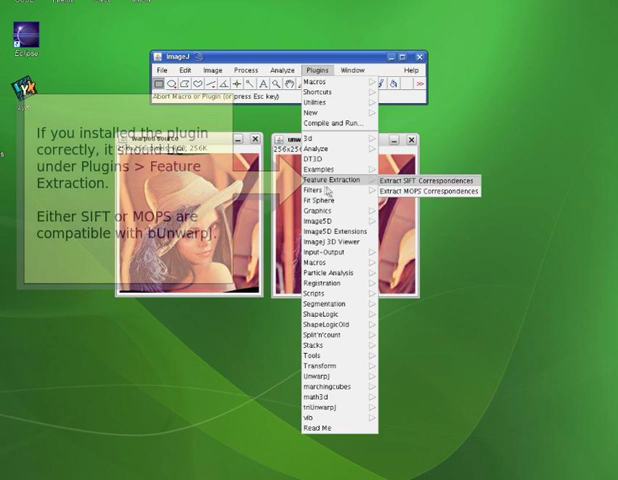 Eclipse
ImageJ
File Edit Image Process Analyze Plugins Window Help
Abort Macro or Plugin (or press Esc key)
If you installed the plugin
correctly, it should be
under Plugins > Feature
Extraction.
Either SIFT or MOPS are
compatible with bUnwarpJ.
Macros
Shortcuts
Utilities
New
Compile and Run...
3d
Analyze
DT3D
Examples
Feature Extraction
Extract SIFT Correspondences
Extract MOPS Correspondences
Filters
Fit Sphere
Graphics
Image5D
Image5D Extensions
ImageJ 3D Viewer
Input-Output
Macros
Particle Analysis
Registration
Scripts
Segmentation
ShapeLogic
ShapeLogicOld
Split'n'count
Stacks
Tools
Transform
UnwarpJ
marchingcubes
math3d
triUnwarpJ
vib
Read Me